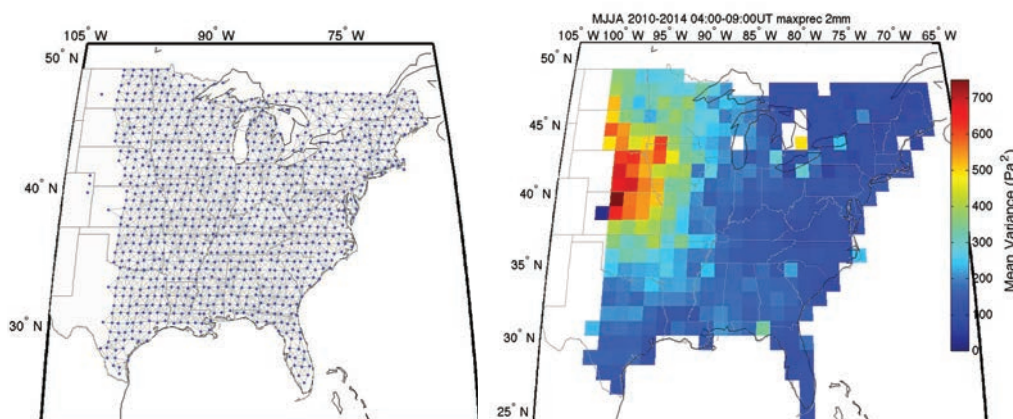 105° W
90° W
75° W
50° N
40° N
30° N
MJJA 2010-2014 04:00-09:00UT maxprec 2mm
105° W 100° W 95° W 90° W 85° W 80° W 75° W 70° W 65° W
50° N
45° N
40° N
35° N
30° N
25° N
700
600
500
400
300
200
100
0
Mean Variance (Pa²)